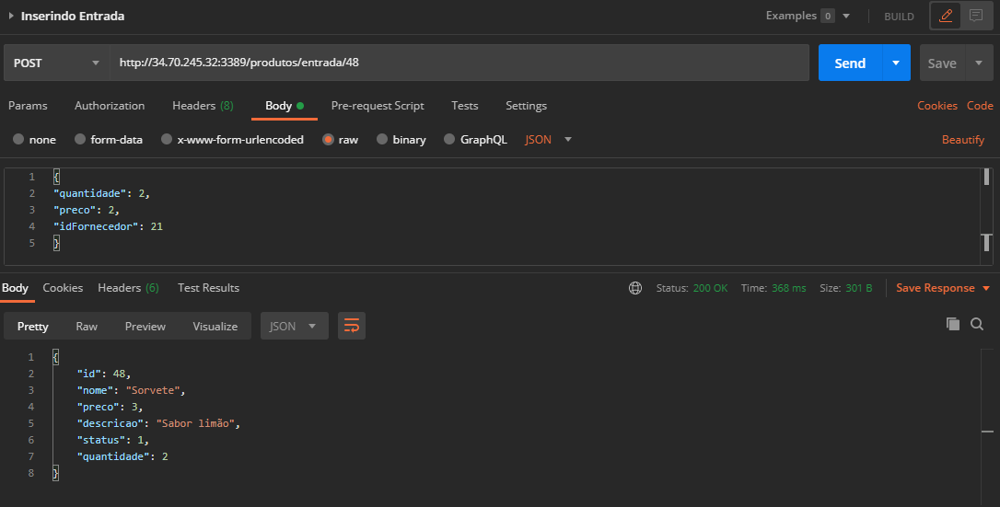 Inserindo Entrada
Examples 0 BUILD
POST http://34.70.245.32:3389/produtos/entrada/48 Send Save
Params Authorization Headers (8) Body Pre-request Script Tests Settings Cookies Code
none form-data x-www-form-urlencoded raw binary GraphQL JSON Beautify
1 {
2 "quantidade": 2,
3 "preco": 2,
4 "idFornecedor": 21
5 }
Body Cookies Headers (6) Test Results Status: 200 OK Time: 368 ms Size: 301 B Save Response
Pretty Raw Preview Visualize JSON
1 {
2 "id": 48,
3 "nome": "Sorvete",
4 "preco": 3,
5 "descricao": "Sabor limão",
6 "status": 1,
7 "quantidade": 2
8 }